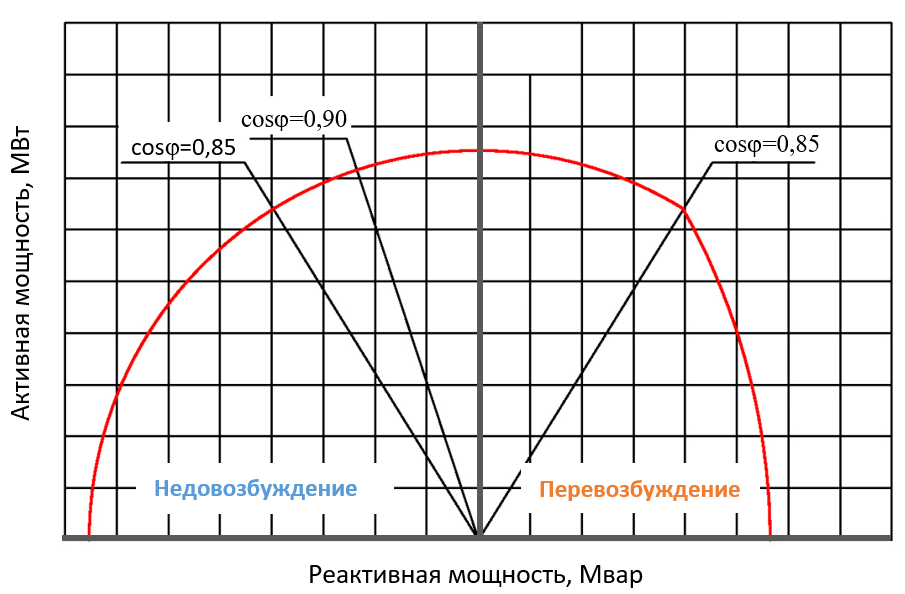 Активная мощность, МВт
cosφ=0,90
cosφ=0,85
cosφ=0,85
Недовозбуждение
Перевозбуждение
Реактивная мощность, Мвар